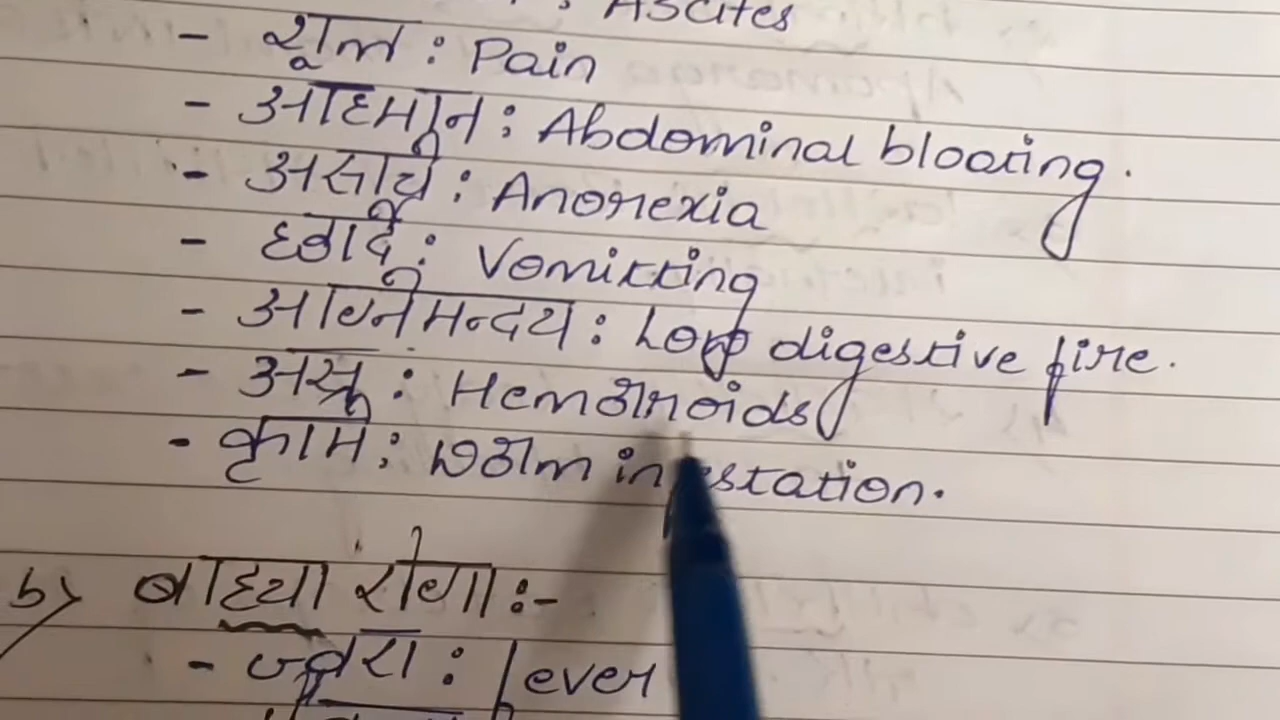 : Ascites
- शूल : Pain
- आध्मान : Abdominal bloating.
- अरूचि : Anorexia
- छर्दि : Vomitting
- अग्निमन्दय : Low digestive fire.
- अर्श : Hemorrhoids
- कृमि : Worm infestation.
b) बाह्या रोगा :-
- ज्वरा : fever